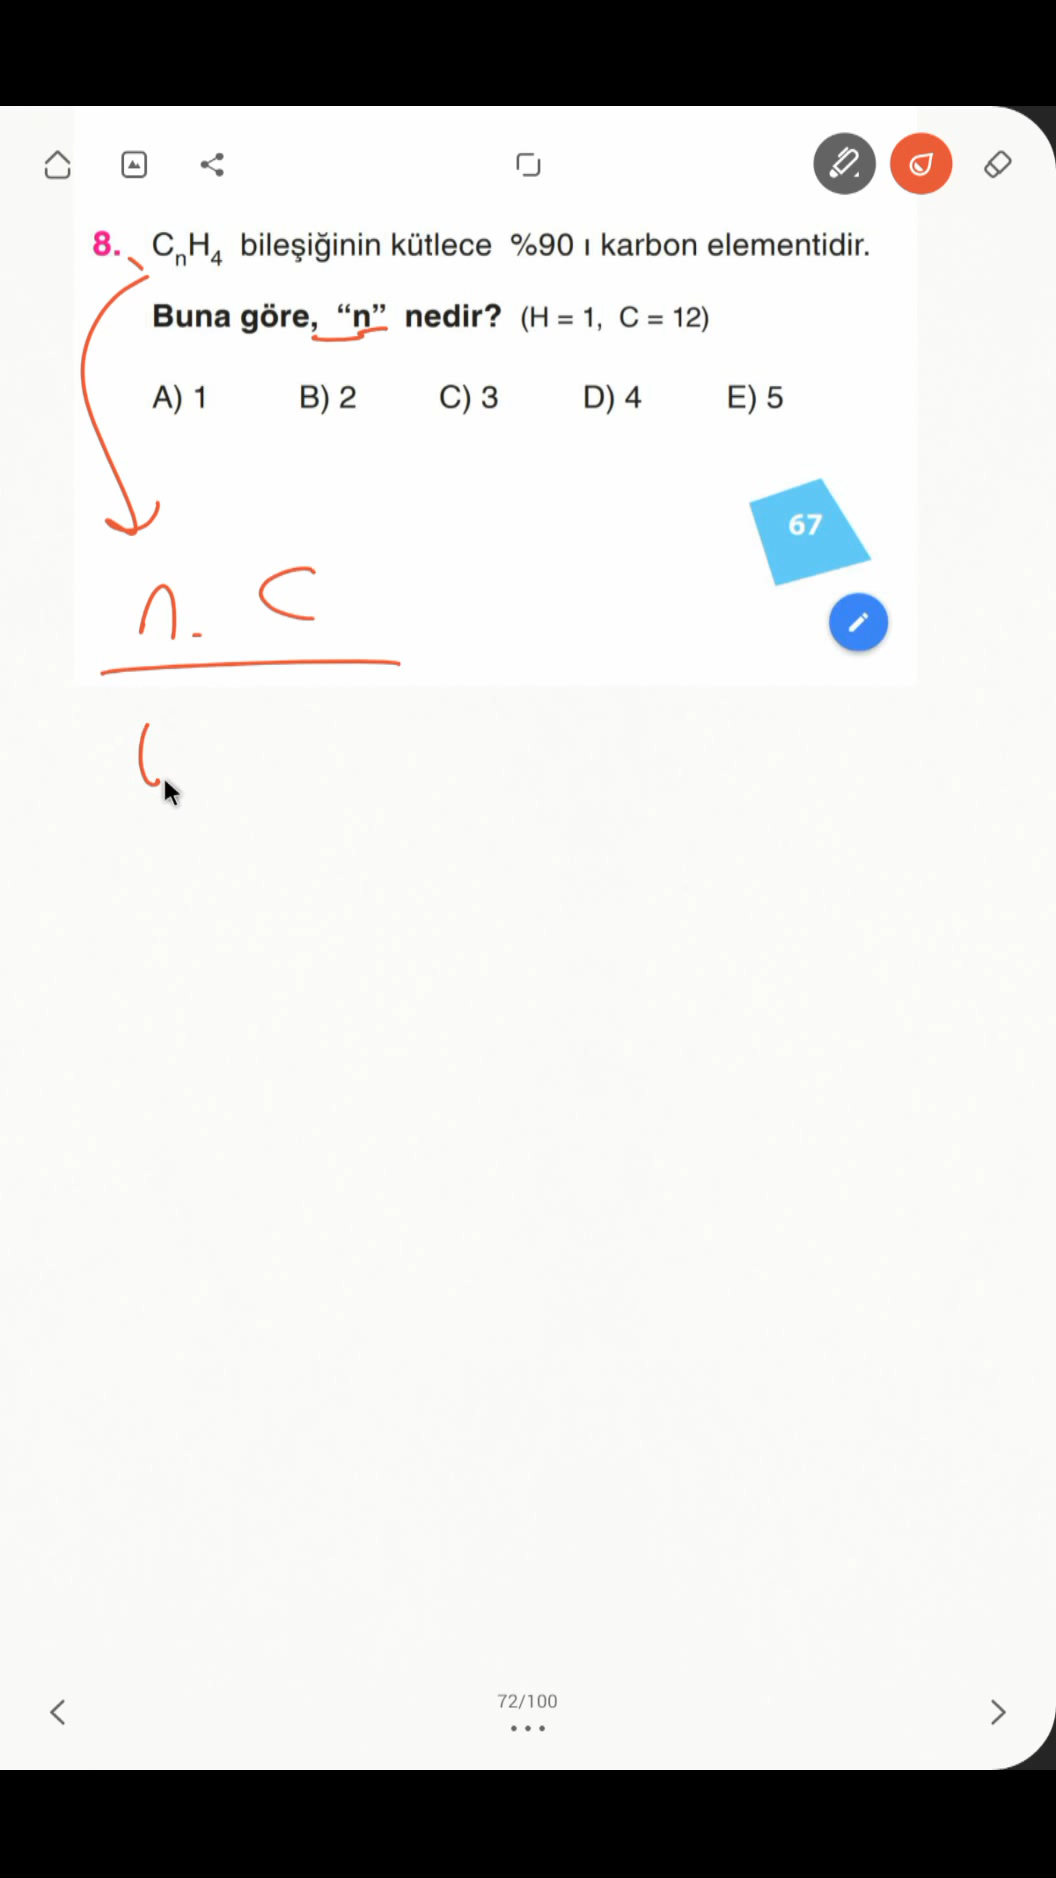 8. CₙH₄ bileşiğinin kütlece %90 ı karbon elementidir.
Buna göre, “n” nedir? (H = 1, C = 12)
A) 1 B) 2 C) 3 D) 4 E) 5
67
n. C
72/100